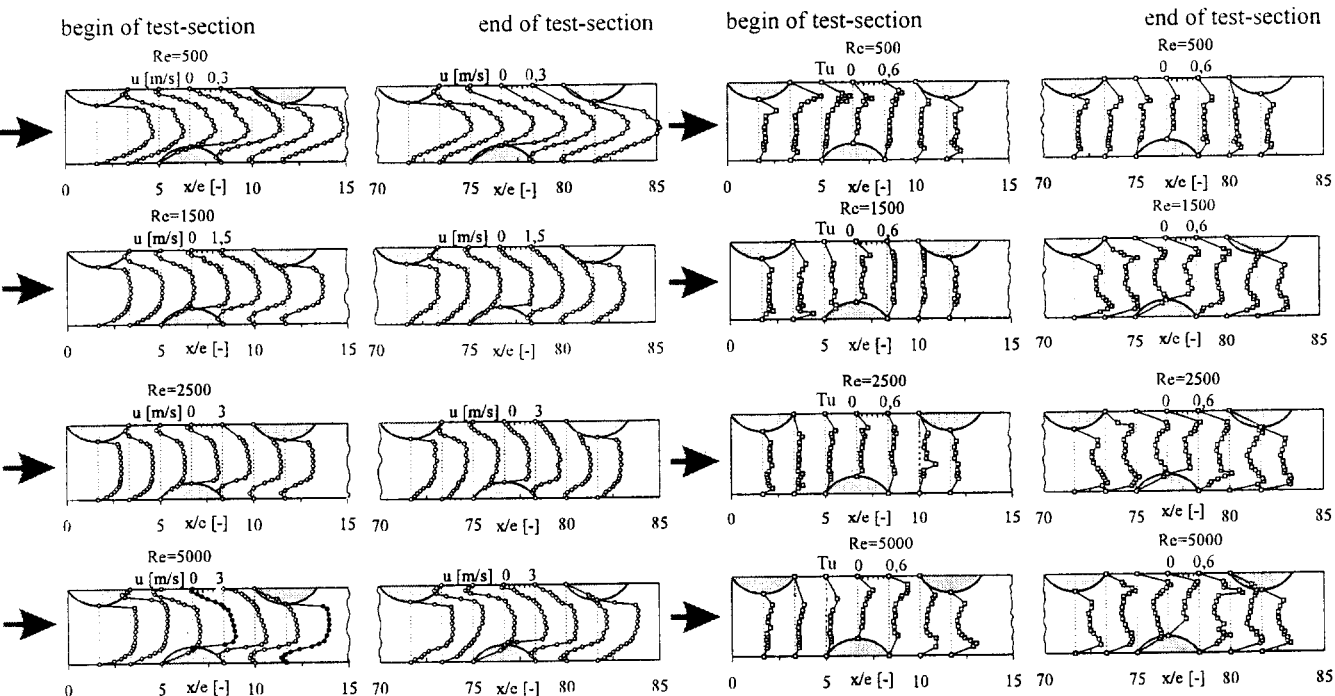 begin of test-section end of test-section begin of test-section end of test-section
Re=500 Rc=500 Re=500
u [m/s] 0 0,3 u [m/s] 0 0,3 Tu 0 0,6 0 0,6
0 5 x/e [-] 10 15 70 75 x/e [-] 80 85 0 5 x/e [-] 10 15 70 75 x/e [-] 80 85
Rc=1500 Rc=1500 Re=1500
u [m/s] 0 1,5 u [m/s] 0 1,5 Tu 0 0,6 0 0,6
0 5 x/e [-] 10 15 70 75 x/c [-] 80 85 0 5 x/e [-] 10 15 70 75 x/e [-] 80 85
Re=2500 Re=2500 Re=2500
u [m/s] 0 3 u [m/s] 0 3 Tu 0 0,6 0 0,6
0 5 x/c [-] 10 15 70 75 x/e [-] 80 85 0 5 x/e [-] 10 15 70 75 x/e [-] 80 85
Re=5000 Re=5000 Re=5000
u [m/s] 0 3 u [m/s] 0 3 Tu 0 0,6 0 0,6
0 5 x/e [-] 10 15 70 75 x/c [-] 80 85 0 5 x/e [-] 10 15 70 75 x/e [-] 80 85